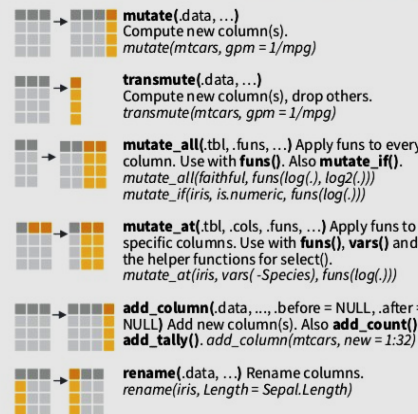 mutate(.data, ...)
Compute new column(s).
mutate(mtcars, gpm = 1/mpg)
transmute(.data, ...)
Compute new column(s), drop others.
transmute(mtcars, gpm = 1/mpg)
mutate_all(.tbl, .funs, ...) Apply funs to every
column. Use with funs(). Also mutate_if().
mutate_all(faithful, funs(log(.), log2(.)))
mutate_if(iris, is.numeric, funs(log(.)))
mutate_at(.tbl, .cols, .funs, ...) Apply funs to
specific columns. Use with funs(), vars() and
the helper functions for select().
mutate_at(iris, vars( -Species), funs(log(.)))
add_column(.data, ..., .before = NULL, .after =
NULL) Add new column(s). Also add_count(),
add_tally(). add_column(mtcars, new = 1:32)
rename(.data, ...) Rename columns.
rename(iris, Length = Sepal.Length)